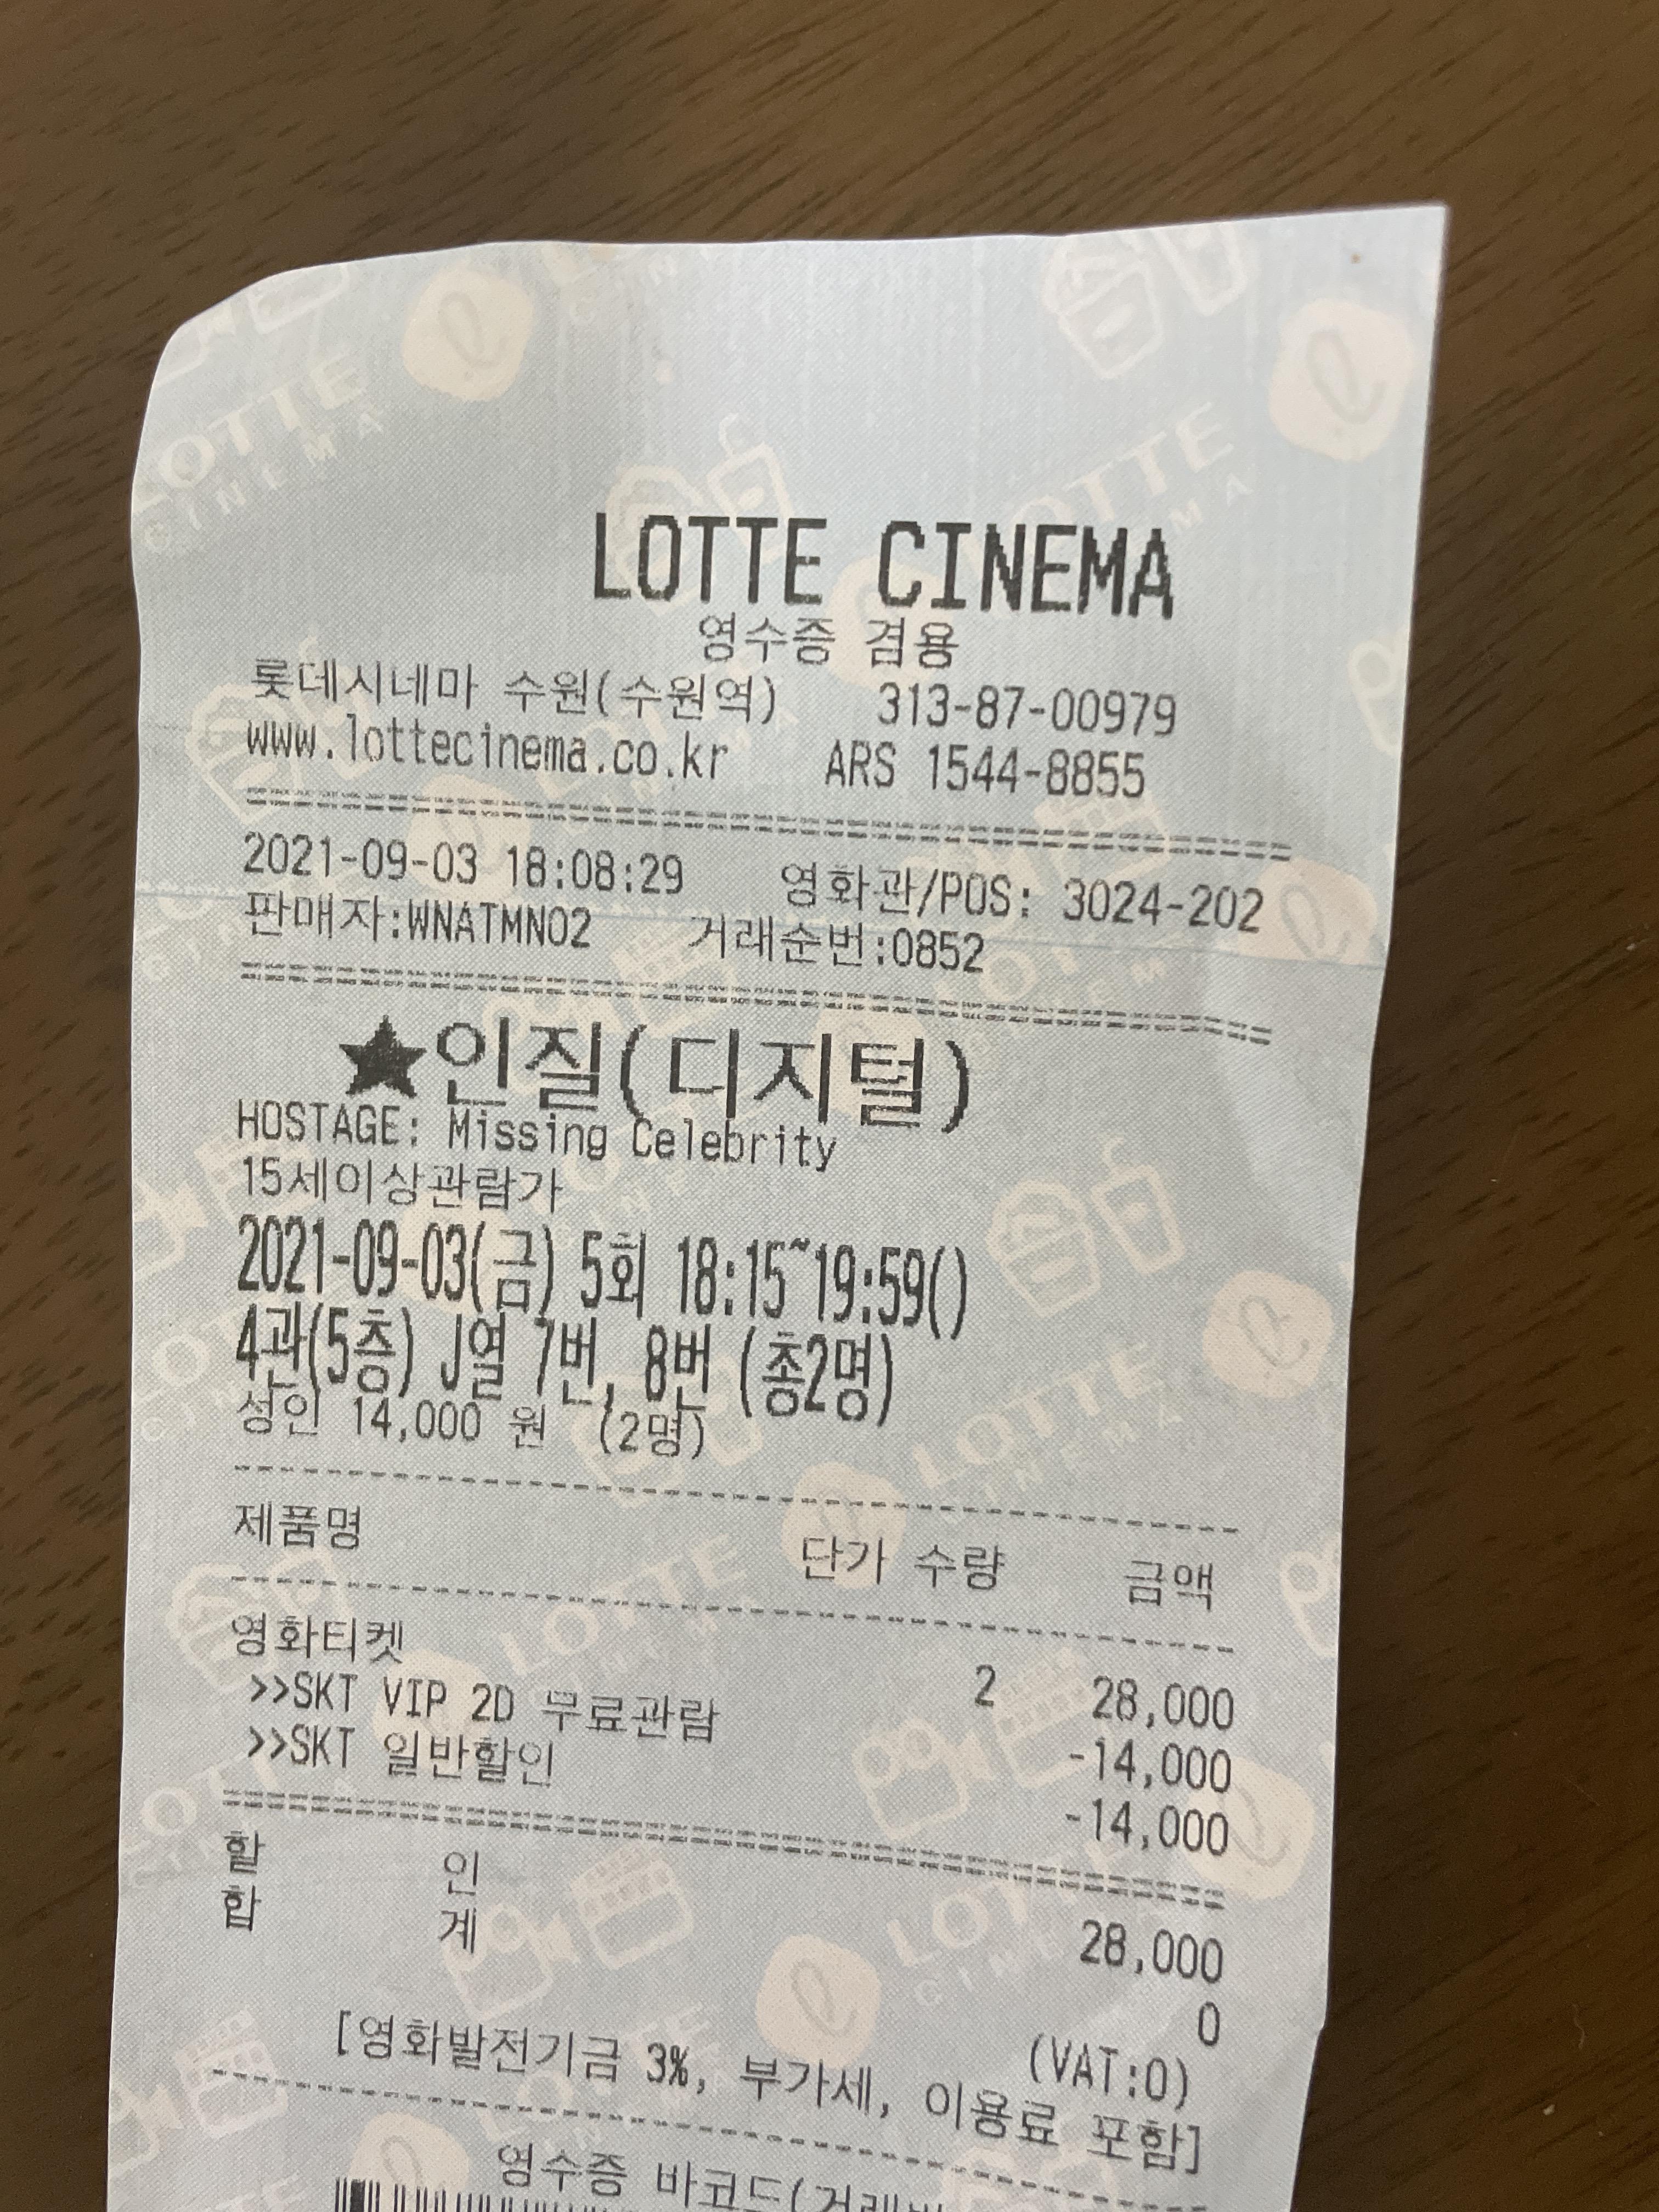 LOTTE CINEMA
영수증 겸용
롯데시네마 수원(수원역) 313-87-00979
www.lottecinema.co.kr ARS 1544-8855
2021-09-03 18:08:29 영화관/POS: 3024-202
판매자:WNATMN02 거래순번:0852
★인질(디지털)
HOSTAGE: Missing Celebrity
15세이상관람가
2021-09-03(금) 5회 18:15~19:59()
4관(5층) J열 7번, 8번 (총2명)
성인 14,000 원 (2명)
제품명 단가 수량 금액
영화티켓 2 28,000
>>SKT VIP 2D 무료관람 -14,000
>>SKT 일반할인 -14,000
할 인 28,000
합 계 0
(VAT:0)
[영화발전기금 3%, 부가세, 이용료 포함]
영수증 바코드(거래